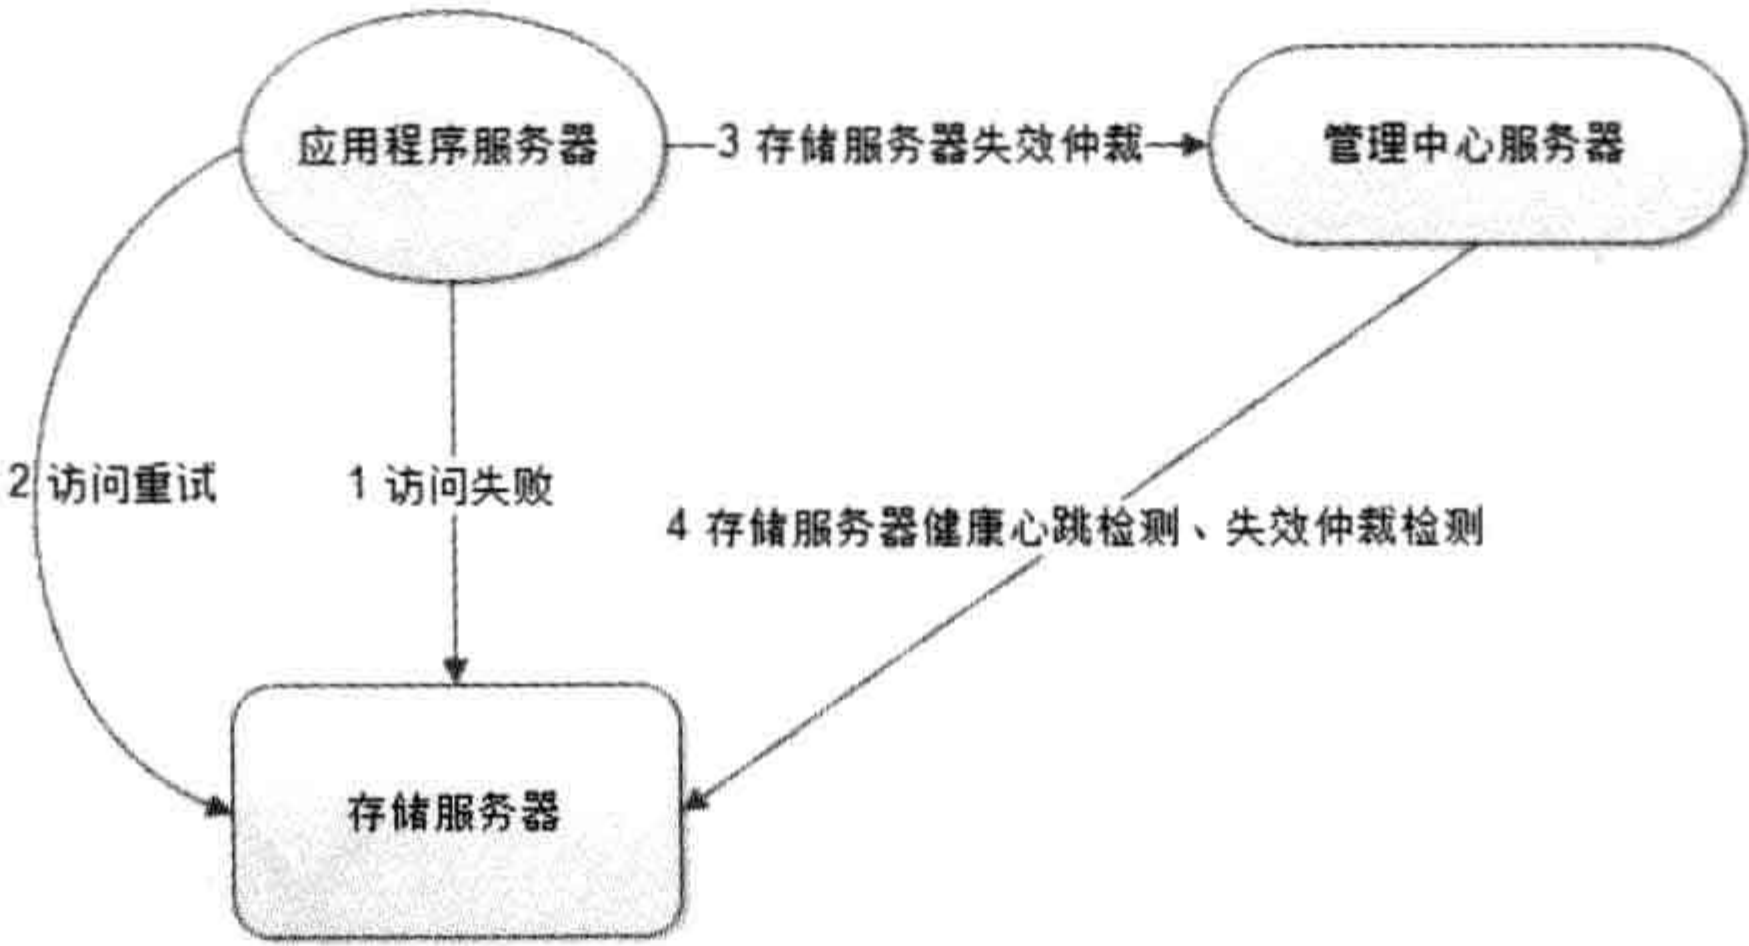 应用程序服务器
3 存储服务器失效仲裁
管理中心服务器
2 访问重试
1 访问失败
4 存储服务器健康心跳检测、失效仲裁检测
存储服务器